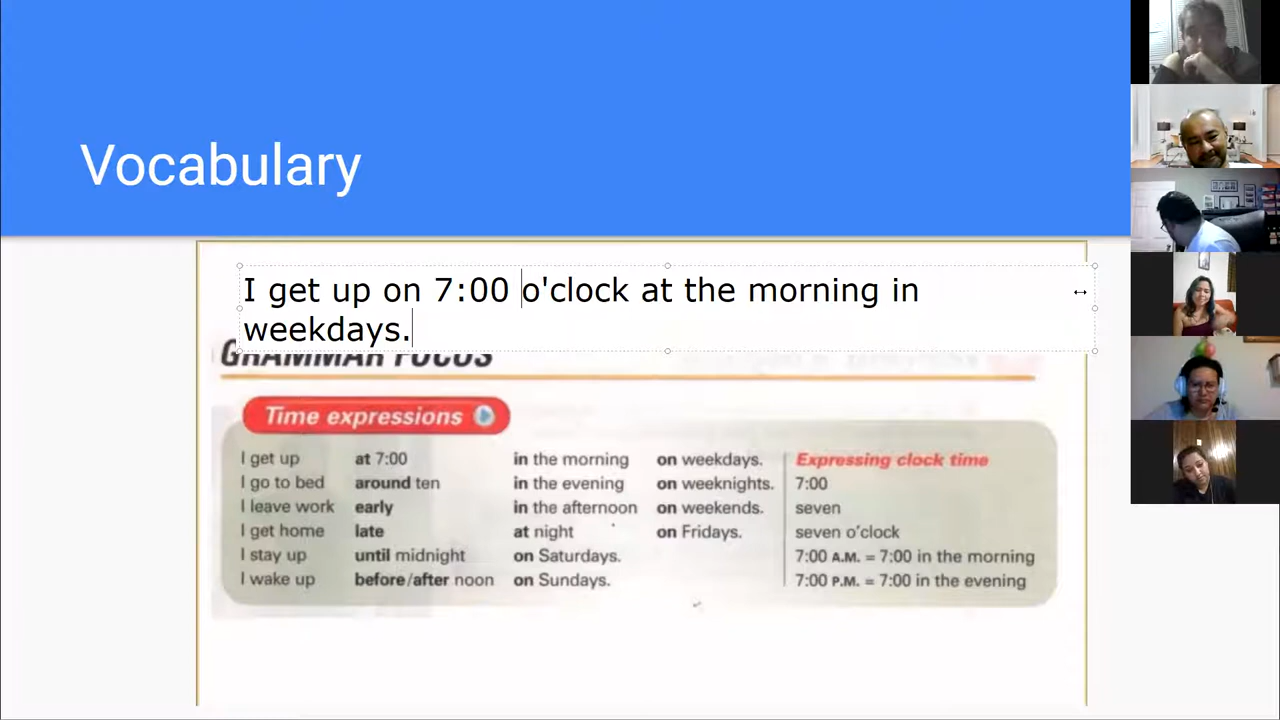 Vocabulary
I get up on 7:00 o'clock at the morning in
weekdays.
GRAMMAR FOCUS
Time expressions
I get up at 7:00 in the morning on weekdays.
I go to bed around ten in the evening on weeknights.
I leave work early in the afternoon on weekends.
I get home late at night on Fridays.
I stay up until midnight on Saturdays.
I wake up before/after noon on Sundays.
Expressing clock time
7:00
seven
seven o'clock
7:00 A.M. = 7:00 in the morning
7:00 P.M. = 7:00 in the evening